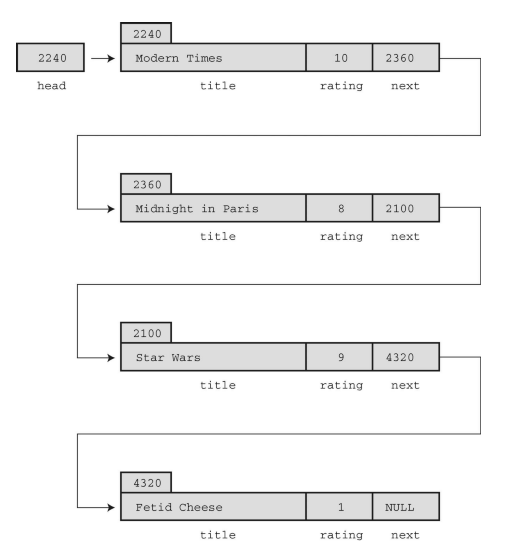 2240
2240 Modern Times 10 2360
head title rating next
2360
Midnight in Paris 8 2100
title rating next
2100
Star Wars 9 4320
title rating next
4320
Fetid Cheese 1 NULL
title rating next